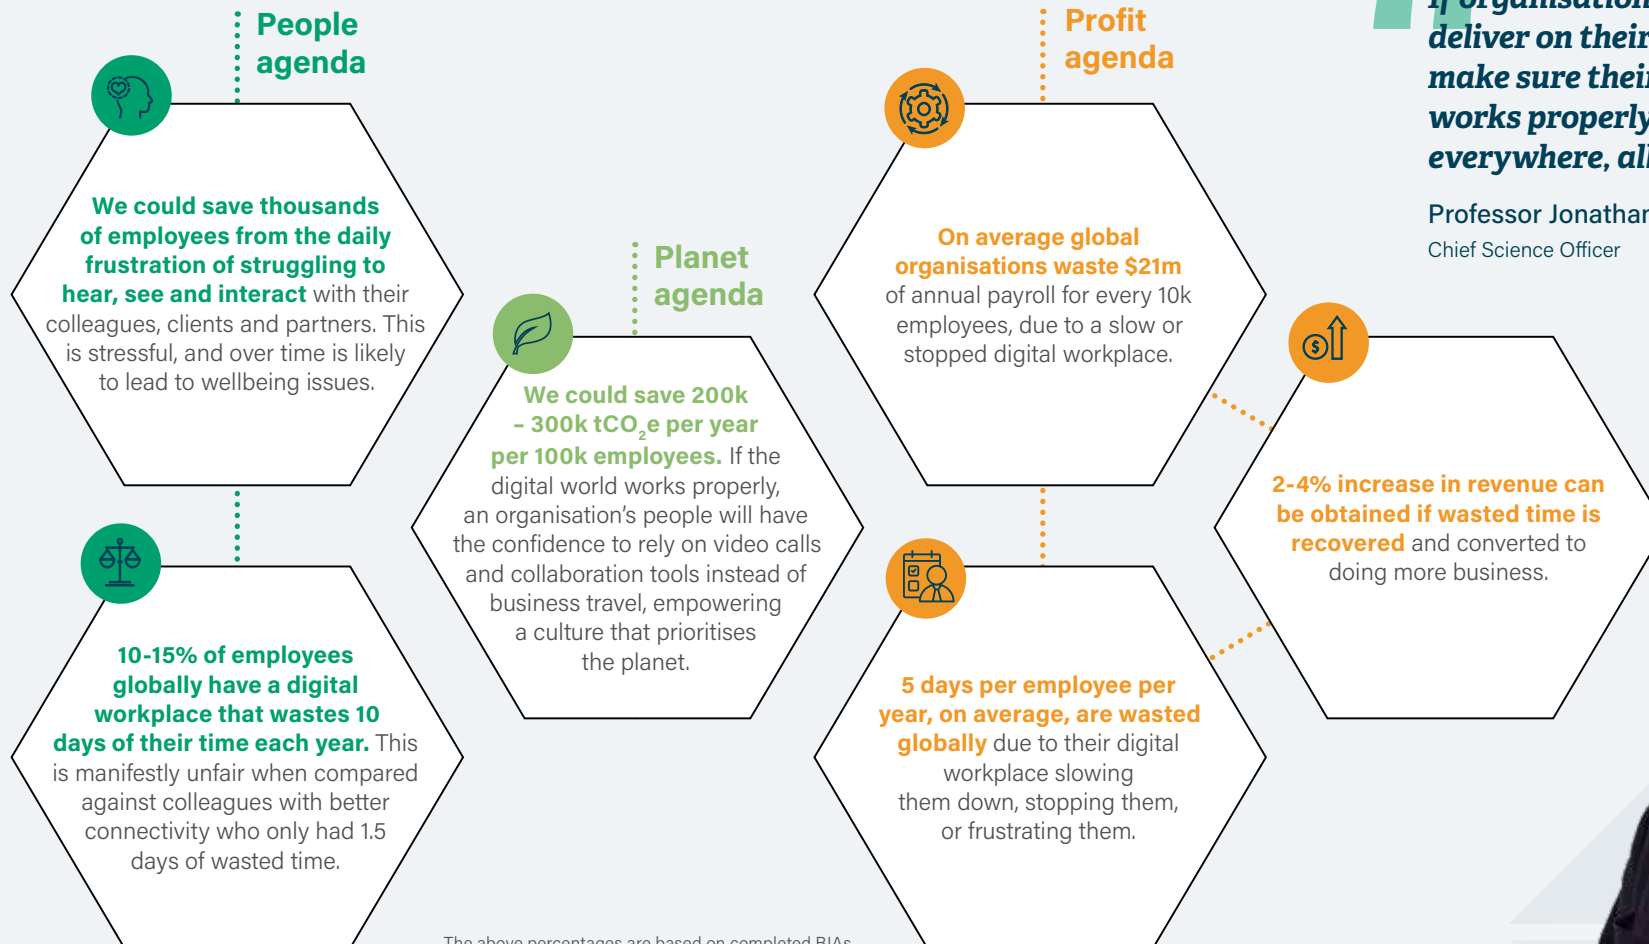 People
agenda
We could save thousands
of employees from the daily
frustration of struggling to
hear, see and interact with their
colleagues, clients and partners. This
is stressful, and over time is likely
to lead to wellbeing issues.
10-15% of employees
globally have a digital
workplace that wastes 10
days of their time each year. This
is manifestly unfair when compared
against colleagues with better
connectivity who only had 1.5
days of wasted time.
Planet
agenda
We could save 200k
– 300k tCO₂e per year
per 100k employees. If the
digital world works properly,
an organisation's people will have
the confidence to rely on video calls
and collaboration tools instead of
business travel, empowering
a culture that prioritises
the planet.
Profit
agenda
On average global
organisations waste $21m
of annual payroll for every 10k
employees, due to a slow or
stopped digital workplace.
5 days per employee per
year, on average, are wasted
globally due to their digital
workplace slowing
them down, stopping them,
or frustrating them.
$
2-4% increase in revenue can
be obtained if wasted time is
recovered and converted to
doing more business.
If organisation
deliver on their
make sure their
works properly
everywhere, all
Professor Jonathan
Chief Science Officer
The above percentages are based on completed BIAs